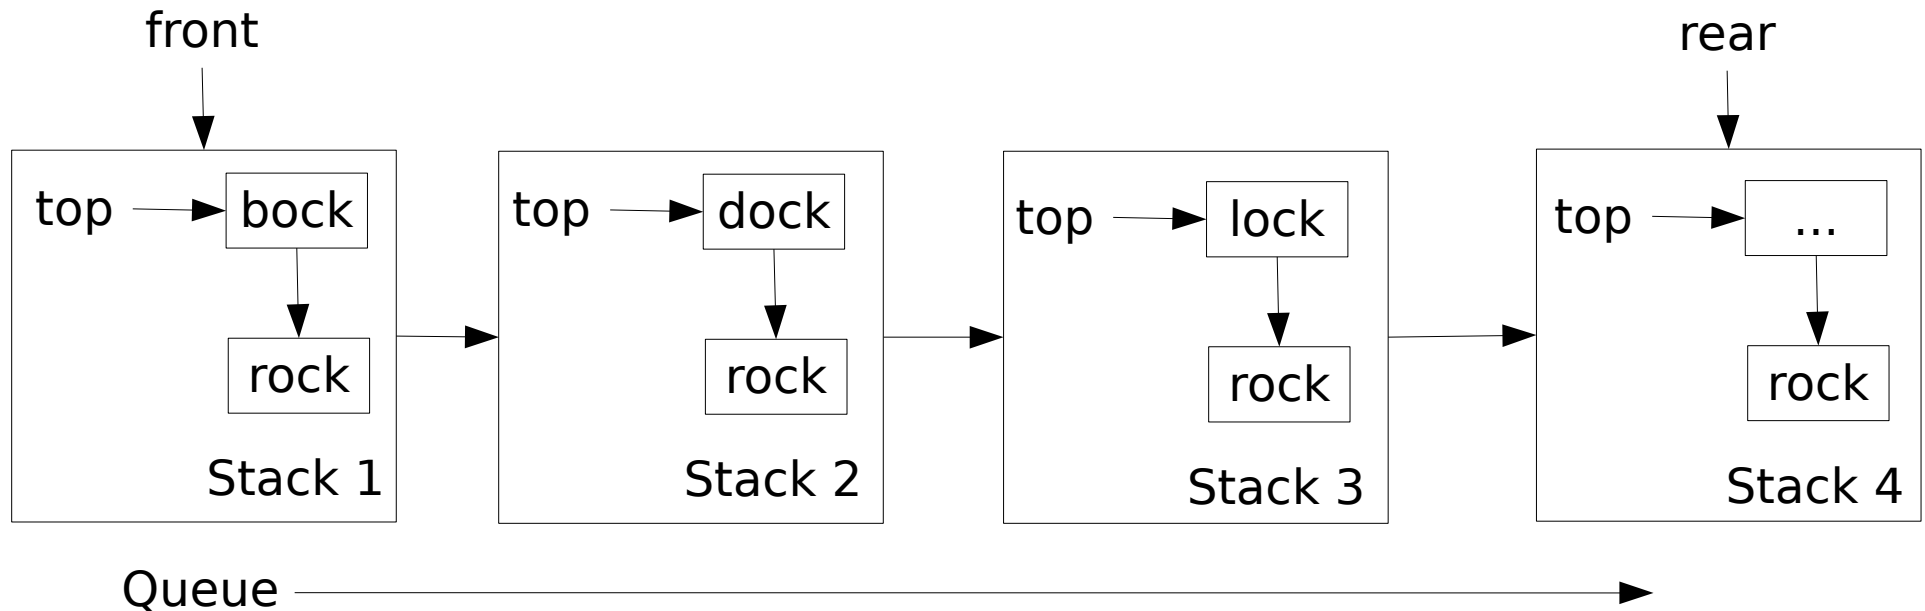 front
rear
top
bock
rock
Stack 1
top
dock
rock
Stack 2
top
lock
rock
Stack 3
top
...
rock
Stack 4
Queue